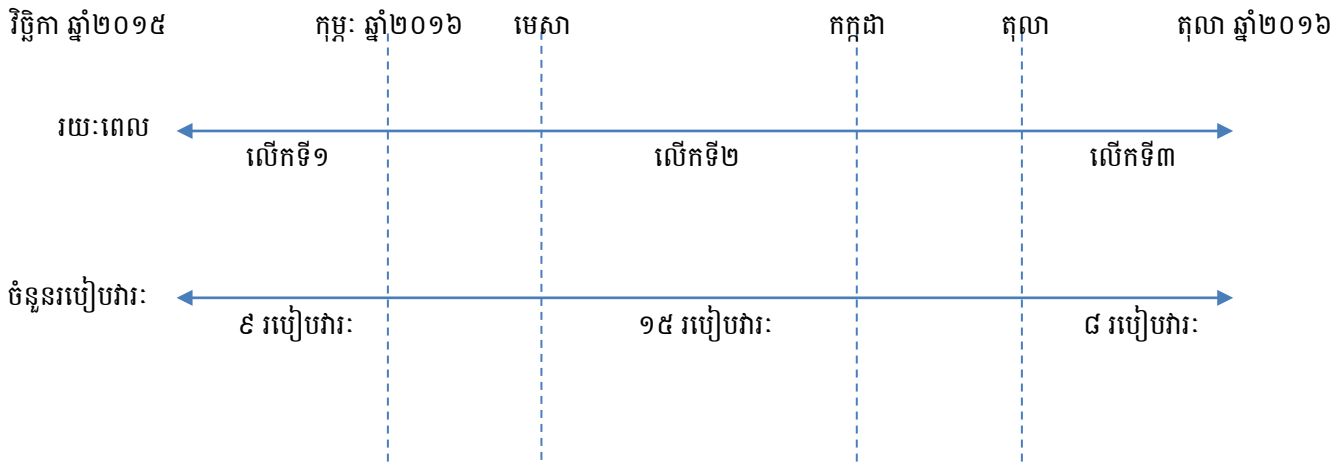 វិច្ឆិកា ឆ្នាំ២០១៥ កុម្ភៈ ឆ្នាំ២០១៦ មេសា កក្កដា តុលា តុលា ឆ្នាំ២០១៦
រយៈពេល
លើកទី១ លើកទី២ លើកទី៣
ចំនួនរបៀបវារៈ
៩ របៀបវារៈ ១៥ របៀបវារៈ ៨ របៀបវារៈ